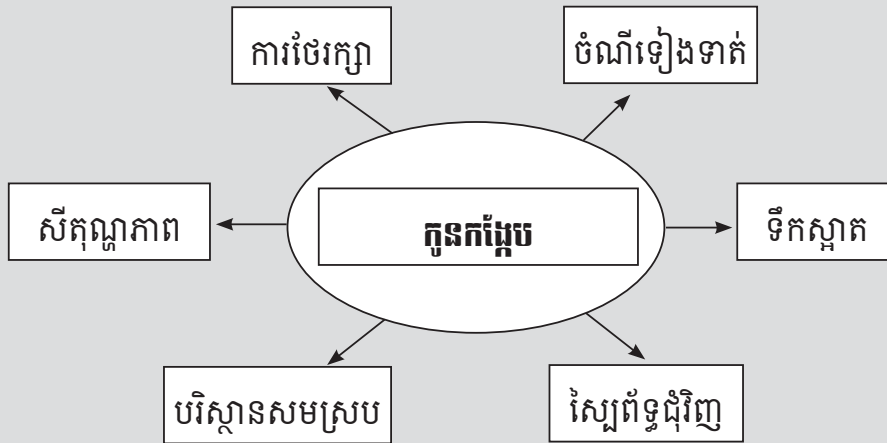 ការថែរក្សា
ចំណីទៀងទាត់
សីតុណ្ហភាព
កូនកង្កែប
ទឹកស្អាត
បរិស្ថានសមស្រប
ស្បៃព័ទ្ធជុំវិញ